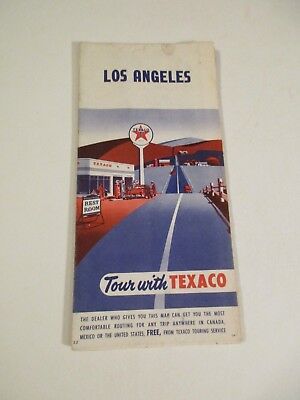 LOS ANGELES
TEXACO
TEXACO
REST
ROOM
Tour with TEXACO
THE DEALER WHO GIVES YOU THIS MAP CAN GET YOU THE MOST
COMFORTABLE ROUTING FOR ANY TRIP ANYWHERE IN CANADA,
MEXICO OR THE UNITED STATES, FREE, FROM TEXACO TOURING SERVICE